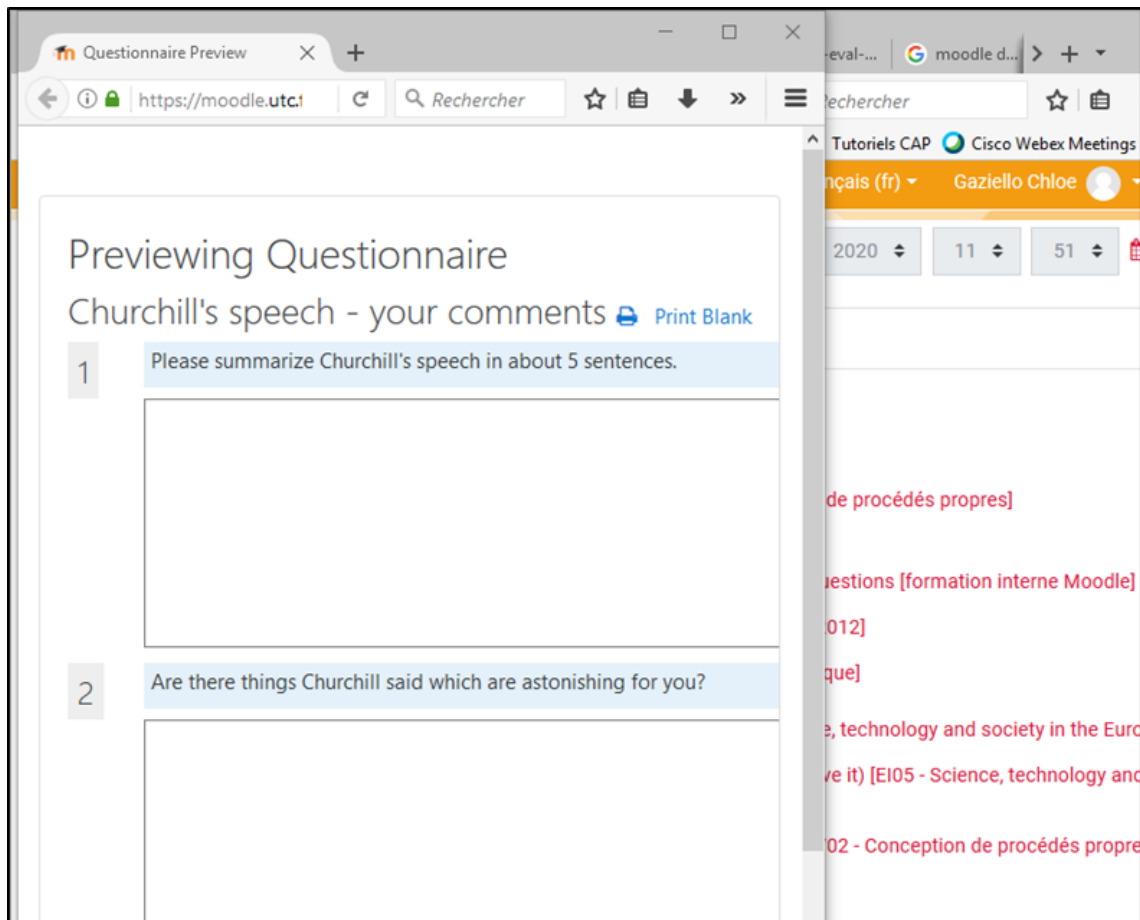 Questionnaire Preview
https://moodle.utc.f
Rechercher
Previewing Questionnaire
Churchill's speech - your comments Print Blank
1 Please summarize Churchill's speech in about 5 sentences.
2 Are there things Churchill said which are astonishing for you?
-eval-... moodle d...
echercher
Tutoriels CAP Cisco Webex Meetings
nçais (fr) Gaziello Chloe
2020 11 51
de procédés propres]
uestions [formation interne Moodle]
012]
que]
e, technology and society in the Euro
ve it) [EI05 - Science, technology and
02 - Conception de procédés propre